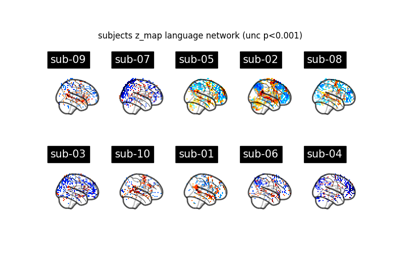 subjects z_map language network (unc p<0.001)
sub-09 sub-07 sub-05 sub-02 sub-08
sub-03 sub-10 sub-01 sub-06 sub-04